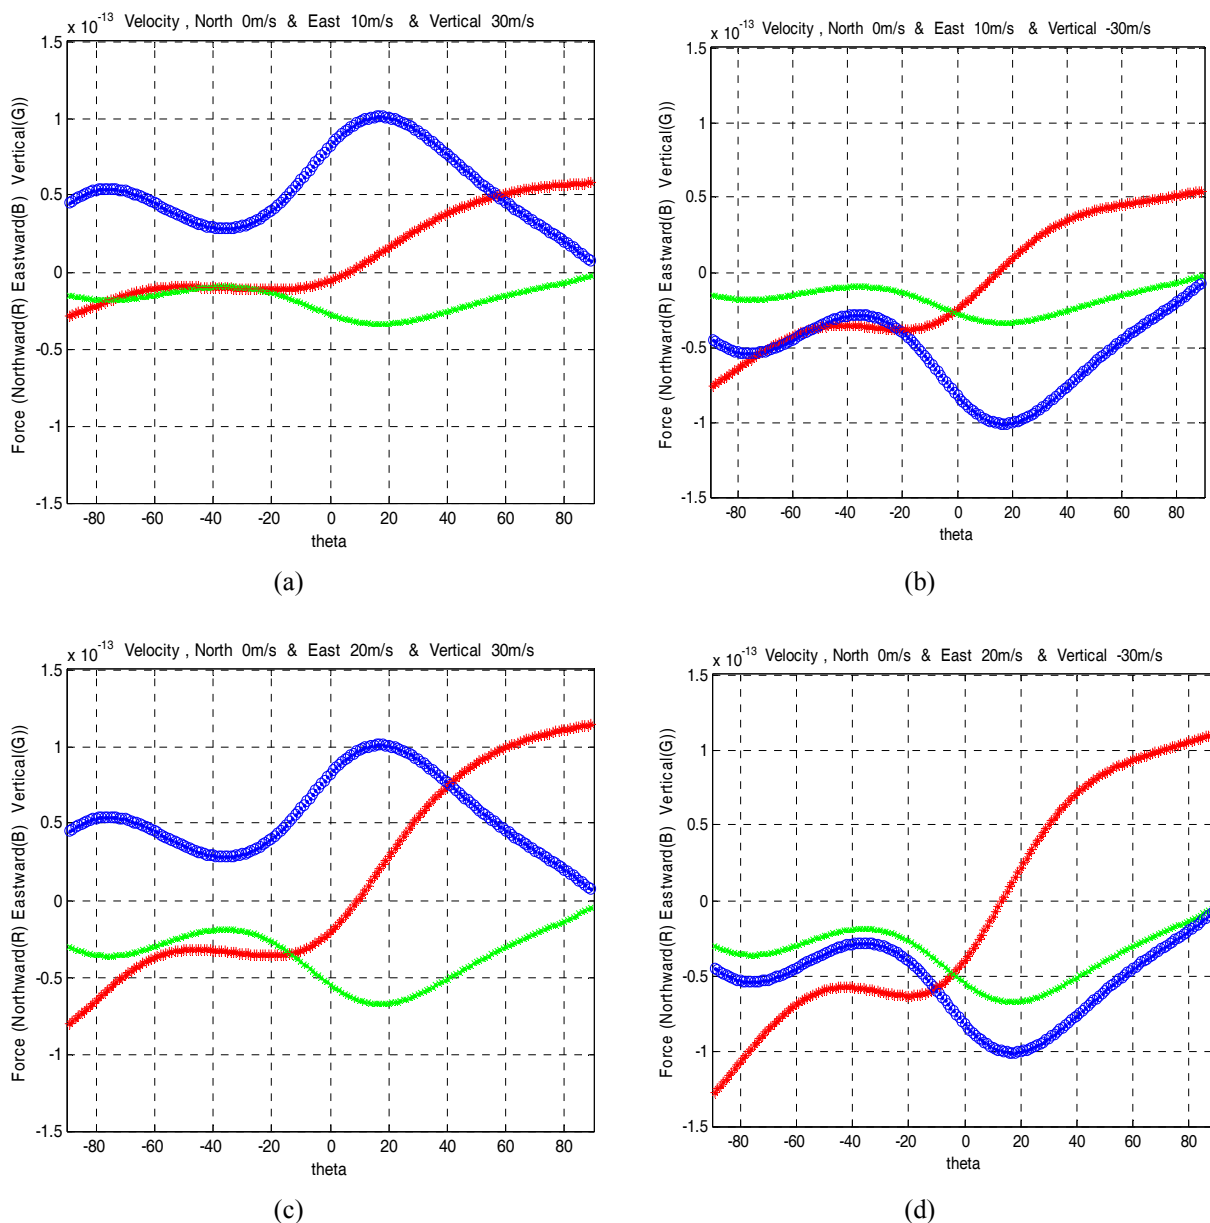 x 10-13 Velocity , North 0m/s & East 10m/s & Vertical 30m/s
1.5
1
0.5
0
-0.5
-1
-1.5
Force (Northward(R) Eastward(B) Vertical(G))
-80 -60 -40 -20 0 20 40 60 80
theta
(a)
x 10-13 Velocity , North 0m/s & East 10m/s & Vertical -30m/s
1.5
1
0.5
0
-0.5
-1
-1.5
Force (Northward(R) Eastward(B) Vertical(G))
-80 -60 -40 -20 0 20 40 60 80
theta
(b)
x 10-13 Velocity , North 0m/s & East 20m/s & Vertical 30m/s
1.5
1
0.5
0
-0.5
-1
-1.5
Force (Northward(R) Eastward(B) Vertical(G))
-80 -60 -40 -20 0 20 40 60 80
theta
(c)
x 10-13 Velocity , North 0m/s & East 20m/s & Vertical -30m/s
1.5
1
0.5
0
-0.5
-1
-1.5
Force (Northward(R) Eastward(B) Vertical(G))
-80 -60 -40 -20 0 20 40 60 80
theta
(d)